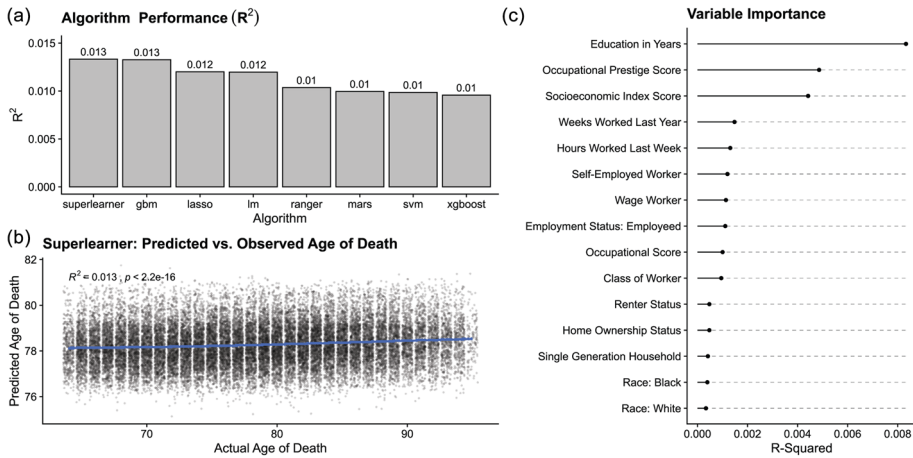 (a)
Algorithm Performance (R²)
R²
0.015
0.010
0.005
0.000
0.013
0.013
0.012
0.012
0.01
0.01
0.01
0.01
superlearner gbm lasso lm ranger mars svm xgboost
Algorithm
(b)
Superlearner: Predicted vs. Observed Age of Death
Predicted Age of Death
82
80
78
76
R² = 0.013 , p < 2.2e-16
70 80 90
Actual Age of Death
(c)
Variable Importance
Education in Years
Occupational Prestige Score
Socioeconomic Index Score
Weeks Worked Last Year
Hours Worked Last Week
Self-Employed Worker
Wage Worker
Employment Status: Employeed
Occupational Score
Class of Worker
Renter Status
Home Ownership Status
Single Generation Household
Race: Black
Race: White
0.000 0.002 0.004 0.006 0.008
R-Squared